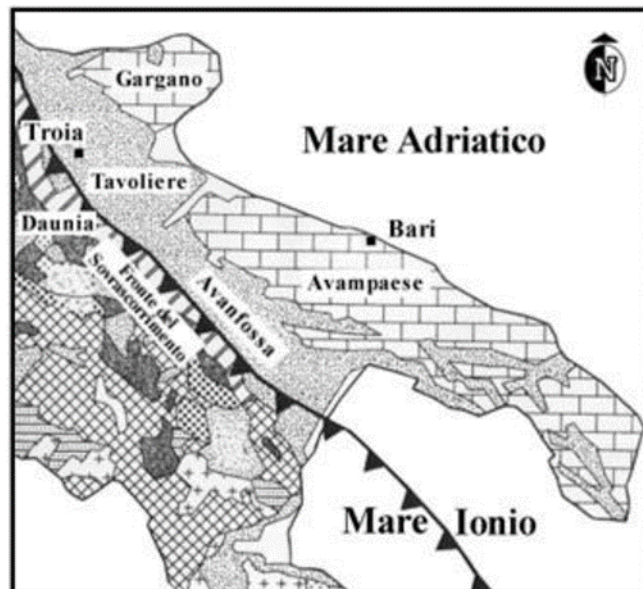 Gargano
N
Mare Adriatico
Troia
Tavoliere
Daunia
Bari
Avampaese
Fronte del
Sovrascorrimento
Avanfossa
Mare Ionio